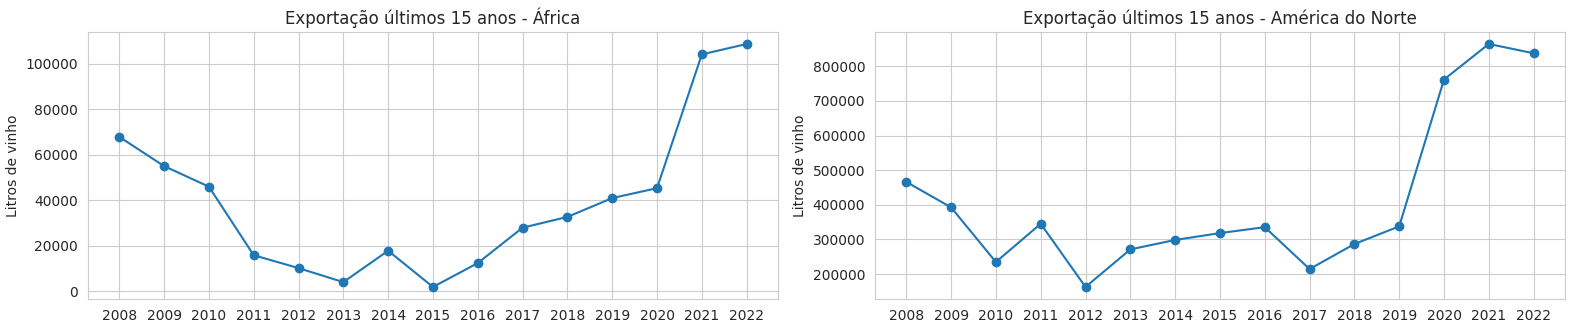 Exportação últimos 15 anos - África
Litros de vinho
100000
80000
60000
40000
20000
0
2008 2009 2010 2011 2012 2013 2014 2015 2016 2017 2018 2019 2020 2021 2022
Exportação últimos 15 anos - América do Norte
Litros de vinho
800000
700000
600000
500000
400000
300000
200000
2008 2009 2010 2011 2012 2013 2014 2015 2016 2017 2018 2019 2020 2021 2022